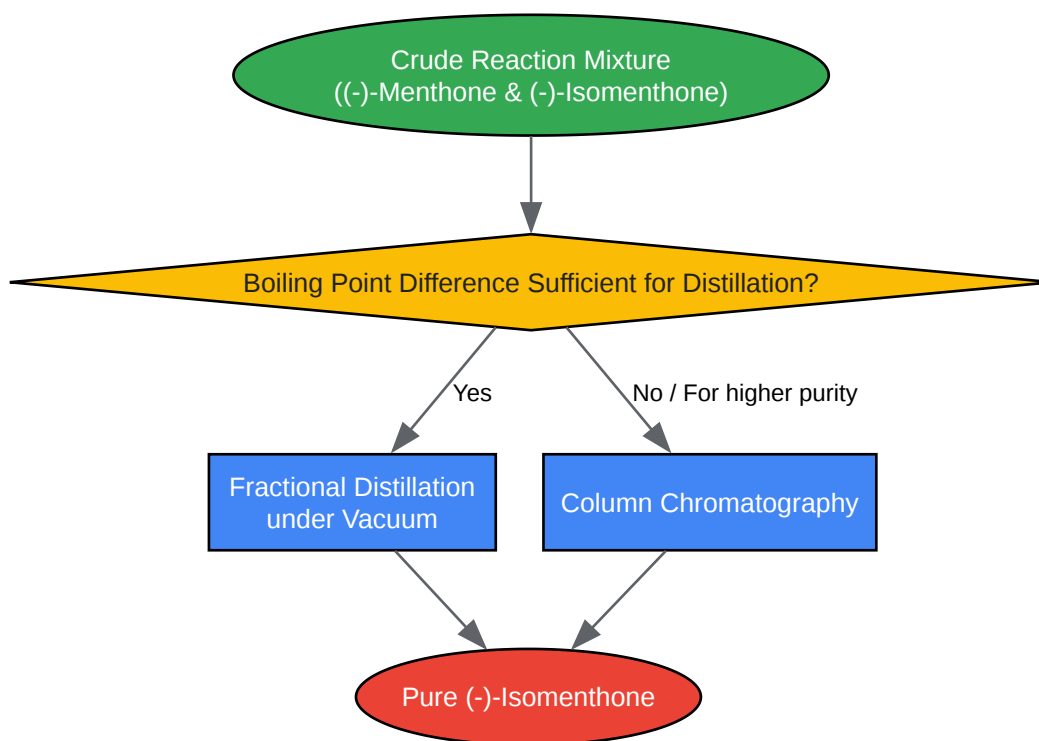 Crude Reaction Mixture
((-)-Menthone & (-)-Isomenthone)
Boiling Point Difference Sufficient for Distillation?
Yes
No / For higher purity
Fractional Distillation
under Vacuum
Column Chromatography
Pure (-)-Isomenthone